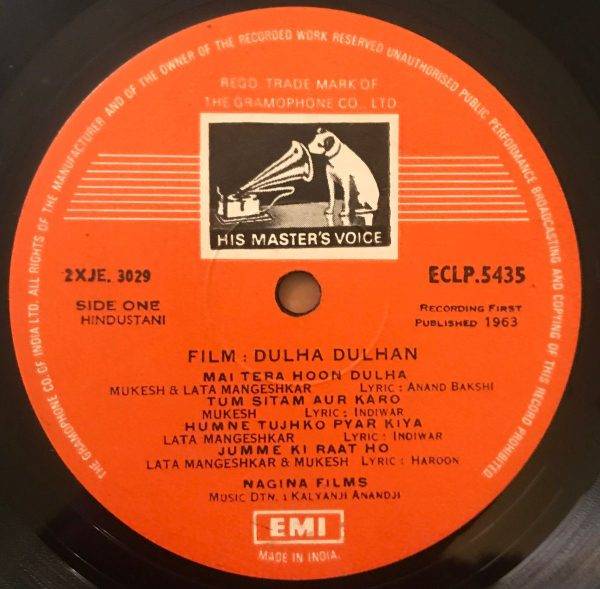 THE GRAMOPHONE CO. OF INDIA LTD. ALL RIGHTS OF THE MANUFACTURER AND OF THE OWNER OF THE RECORDED WORK RESERVED UNAUTHORISED PUBLIC PERFORMANCE BROADCASTING AND COPYING OF THIS RECORD PROHIBITED
REGD. TRADE MARK OF
THE GRAMOPHONE CO., LTD
HIS MASTER'S VOICE
2XJE. 3029 ECLP.5435
SIDE ONE RECORDING FIRST
HINDUSTANI PUBLISHED 1963
FILM : DULHA DULHAN
MAI TERA HOON DULHA
MUKESH & LATA MANGESHKAR LYRIC : ANAND BAKSHI
TUM SITAM AUR KARO
MUKESH LYRIC : INDIWAR
HUMNE TUJHKO PYAR KIYA
LATA MANGESHKAR LYRIC : INDIWAR
JUMME KI RAAT HO
LATA MANGESHKAR & MUKESH LYRIC : HAROON
NAGINA FILMS
MUSIC DTN. : KALYANJI ANANDJI
EMI
MADE IN INDIA.